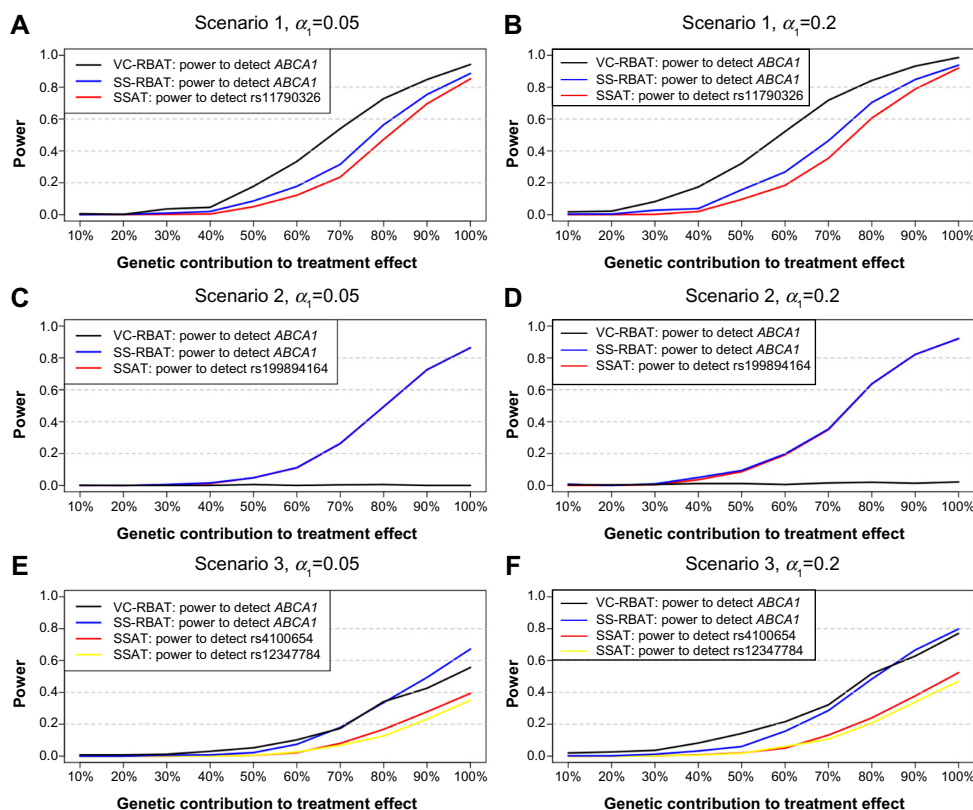 A
Scenario 1, α1=0.05
VC-RBAT: power to detect ABCA1
SS-RBAT: power to detect ABCA1
SSAT: power to detect rs11790326
Power
1.0
0.8
0.6
0.4
0.2
0.0
10% 20% 30% 40% 50% 60% 70% 80% 90% 100%
Genetic contribution to treatment effect
B
Scenario 1, α1=0.2
VC-RBAT: power to detect ABCA1
SS-RBAT: power to detect ABCA1
SSAT: power to detect rs11790326
Power
1.0
0.8
0.6
0.4
0.2
0.0
10% 20% 30% 40% 50% 60% 70% 80% 90% 100%
Genetic contribution to treatment effect
C
Scenario 2, α1=0.05
VC-RBAT: power to detect ABCA1
SS-RBAT: power to detect ABCA1
SSAT: power to detect rs199894164
Power
1.0
0.8
0.6
0.4
0.2
0.0
10% 20% 30% 40% 50% 60% 70% 80% 90% 100%
Genetic contribution to treatment effect
D
Scenario 2, α1=0.2
VC-RBAT: power to detect ABCA1
SS-RBAT: power to detect ABCA1
SSAT: power to detect rs199894164
Power
1.0
0.8
0.6
0.4
0.2
0.0
10% 20% 30% 40% 50% 60% 70% 80% 90% 100%
Genetic contribution to treatment effect
E
Scenario 3, α1=0.05
VC-RBAT: power to detect ABCA1
SS-RBAT: power to detect ABCA1
SSAT: power to detect rs4100654
SSAT: power to detect rs12347784
Power
1.0
0.8
0.6
0.4
0.2
0.0
10% 20% 30% 40% 50% 60% 70% 80% 90% 100%
Genetic contribution to treatment effect
F
Scenario 3, α1=0.2
VC-RBAT: power to detect ABCA1
SS-RBAT: power to detect ABCA1
SSAT: power to detect rs4100654
SSAT: power to detect rs12347784
Power
1.0
0.8
0.6
0.4
0.2
0.0
10% 20% 30% 40% 50% 60% 70% 80% 90% 100%
Genetic contribution to treatment effect